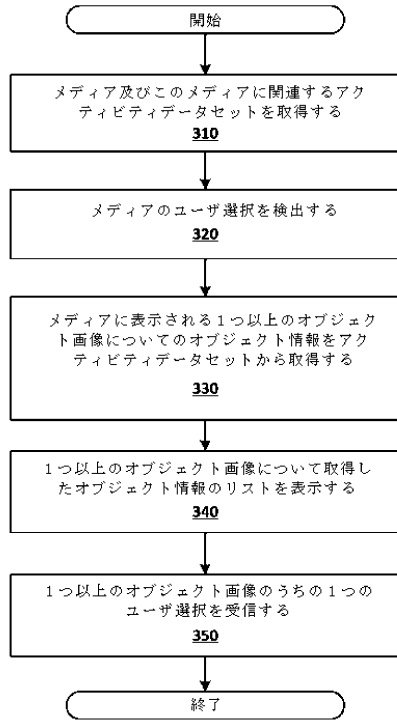 開始
メディア及びこのメディアに関連するアク
ティビティデータセットを取得する
310
メディアのユーザ選択を検出する
320
メディアに表示される1つ以上のオブジェク
ト画像についてのオブジェクト情報をアク
ティビティデータセットから取得する
330
1つ以上のオブジェクト画像について取得し
たオブジェクト情報のリストを表示する
340
1つ以上のオブジェクト画像のうちの1つの
ユーザ選択を受信する
350
終了